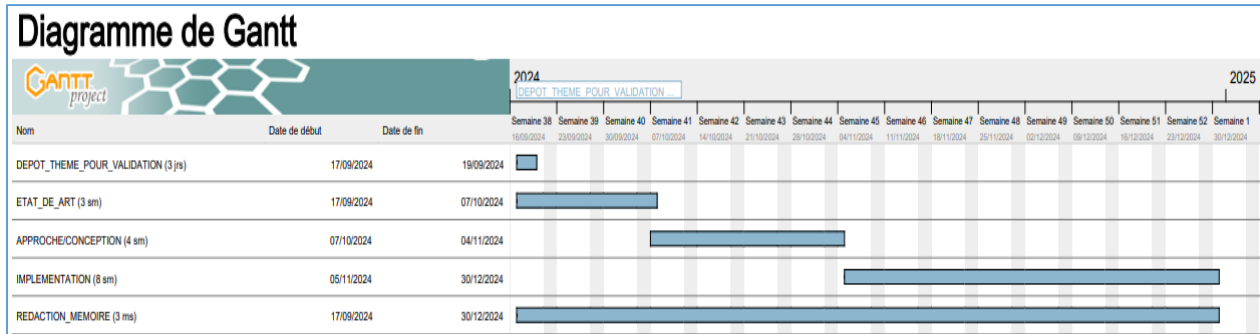 Diagramme de Gantt
GANTT
project
2024
2025
DEPOT_THEME_POUR_VALIDATION ...
Semaine 38 Semaine 39 Semaine 40 Semaine 41 Semaine 42 Semaine 43 Semaine 44 Semaine 45 Semaine 46 Semaine 47 Semaine 48 Semaine 49 Semaine 50 Semaine 51 Semaine 52 Semaine 1
16/09/2024 23/09/2024 30/09/2024 07/10/2024 14/10/2024 21/10/2024 28/10/2024 04/11/2024 11/11/2024 18/11/2024 25/11/2024 02/12/2024 09/12/2024 16/12/2024 23/12/2024 30/12/2024
Nom Date de début Date de fin
DEPOT_THEME_POUR_VALIDATION (3 jrs) 17/09/2024 19/09/2024
ETAT_DE_ART (3 sm) 17/09/2024 07/10/2024
APPROCHE/CONCEPTION (4 sm) 07/10/2024 04/11/2024
IMPLEMENTATION (8 sm) 05/11/2024 30/12/2024
REDACTION_MEMOIRE (3 ms) 17/09/2024 30/12/2024